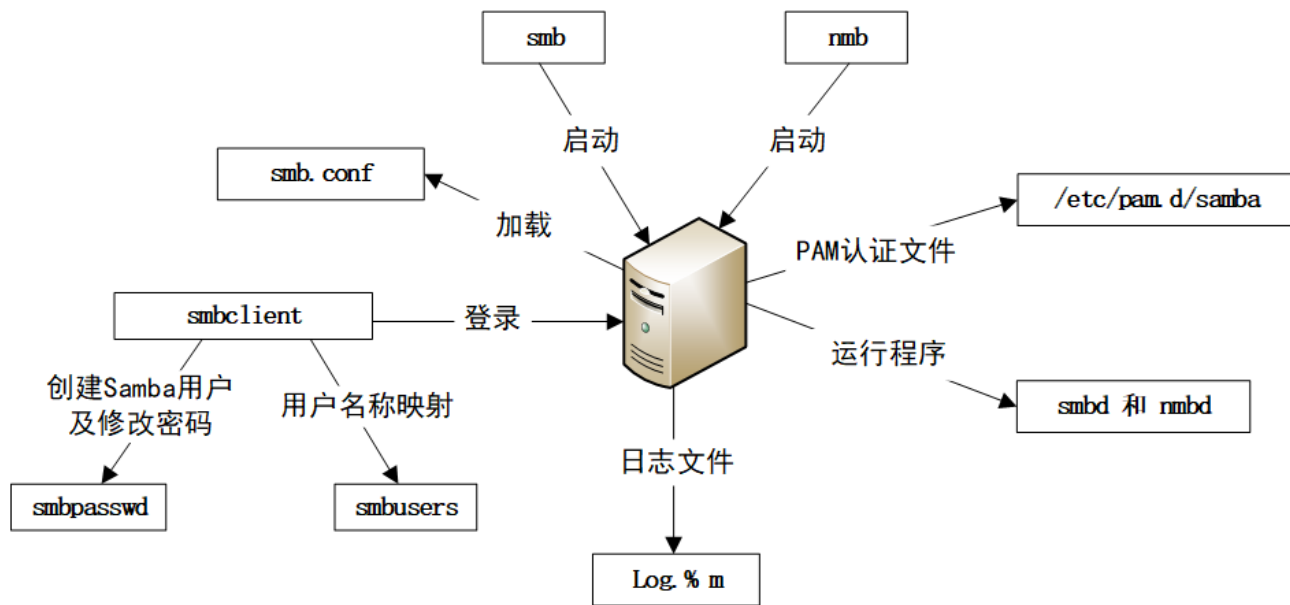 smb
nmb
启动
启动
smb.conf
/etc/pam.d/samba
加载
PAM认证文件
smbclient
登录
运行程序
创建Samba用户
及修改密码
用户名称映射
smbd 和 nmbd
日志文件
smbpasswd
smbusers
Log.% m